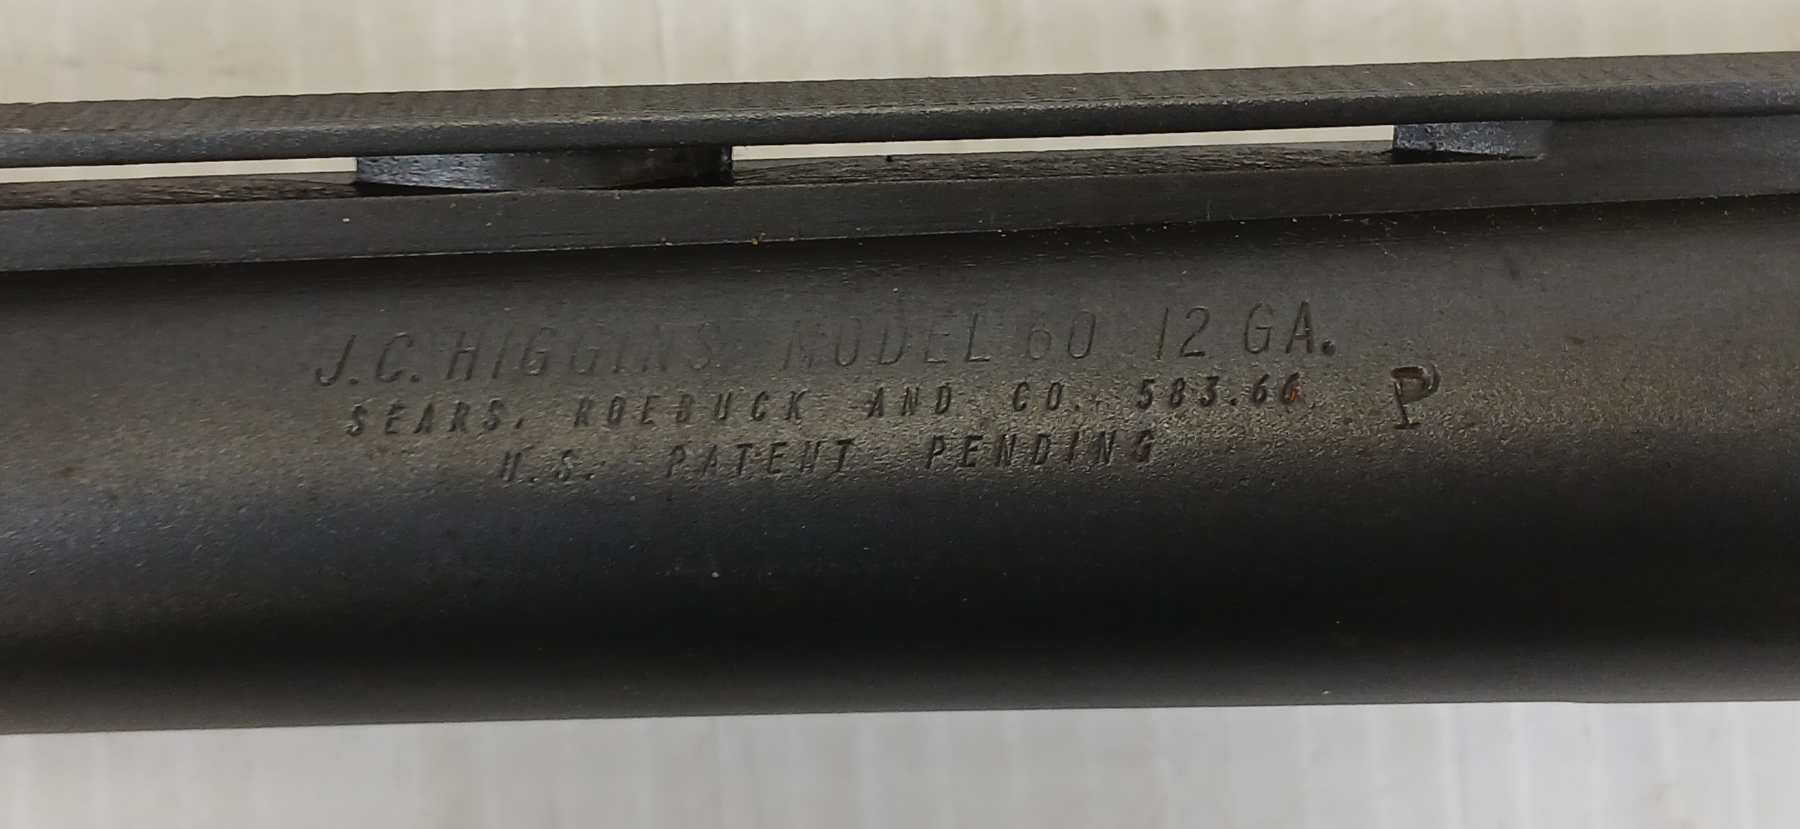 J.C. HIGGINS MODEL 60 12 GA.
SEARS, ROEBUCK AND CO. 583.66 P
U.S. PATENT PENDING